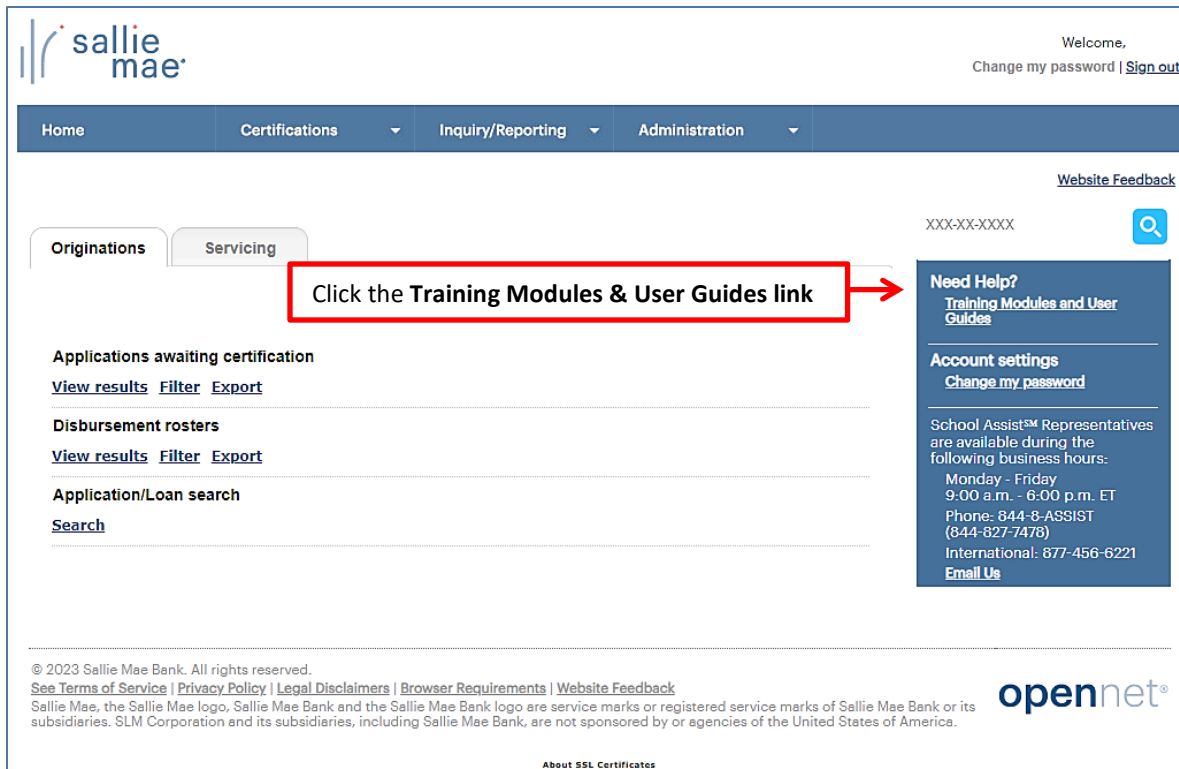 sallie
mae
Welcome,
Change my password | Sign out
Home Certifications Inquiry/Reporting Administration
Website Feedback
XXX-XX-XXXX
Originations Servicing
Click the Training Modules & User Guides link
Need Help?
Training Modules and User
Guides
Applications awaiting certification
View results Filter Export
Account settings
Change my password
Disbursement rosters
View results Filter Export
Application/Loan search
Search
School Assist℠ Representatives
are available during the
following business hours:
Monday - Friday
9:00 a.m. - 6:00 p.m. ET
Phone: 844-8-ASSIST
(844-827-7478)
International: 877-456-6221
Email Us
© 2023 Sallie Mae Bank. All rights reserved.
See Terms of Service | Privacy Policy | Legal Disclaimers | Browser Requirements | Website Feedback
Sallie Mae, the Sallie Mae logo, Sallie Mae Bank and the Sallie Mae Bank logo are service marks or registered service marks of Sallie Mae Bank or its
subsidiaries. SLM Corporation and its subsidiaries, including Sallie Mae Bank, are not sponsored by or agencies of the United States of America.
opennet®
About SSL Certificates